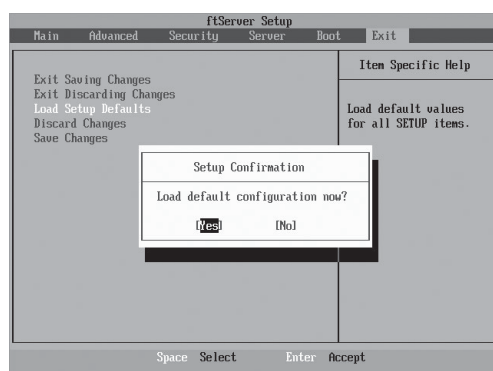 ftServer Setup
Main Advanced Security Server Boot Exit
Item Specific Help
Exit Saving Changes
Exit Discarding Changes
Load Setup Defaults
Discard Changes
Save Changes
Load default values
for all SETUP items.
Setup Confirmation
Load default configuration now?
[Yes] [No]
Space Select Enter Accept